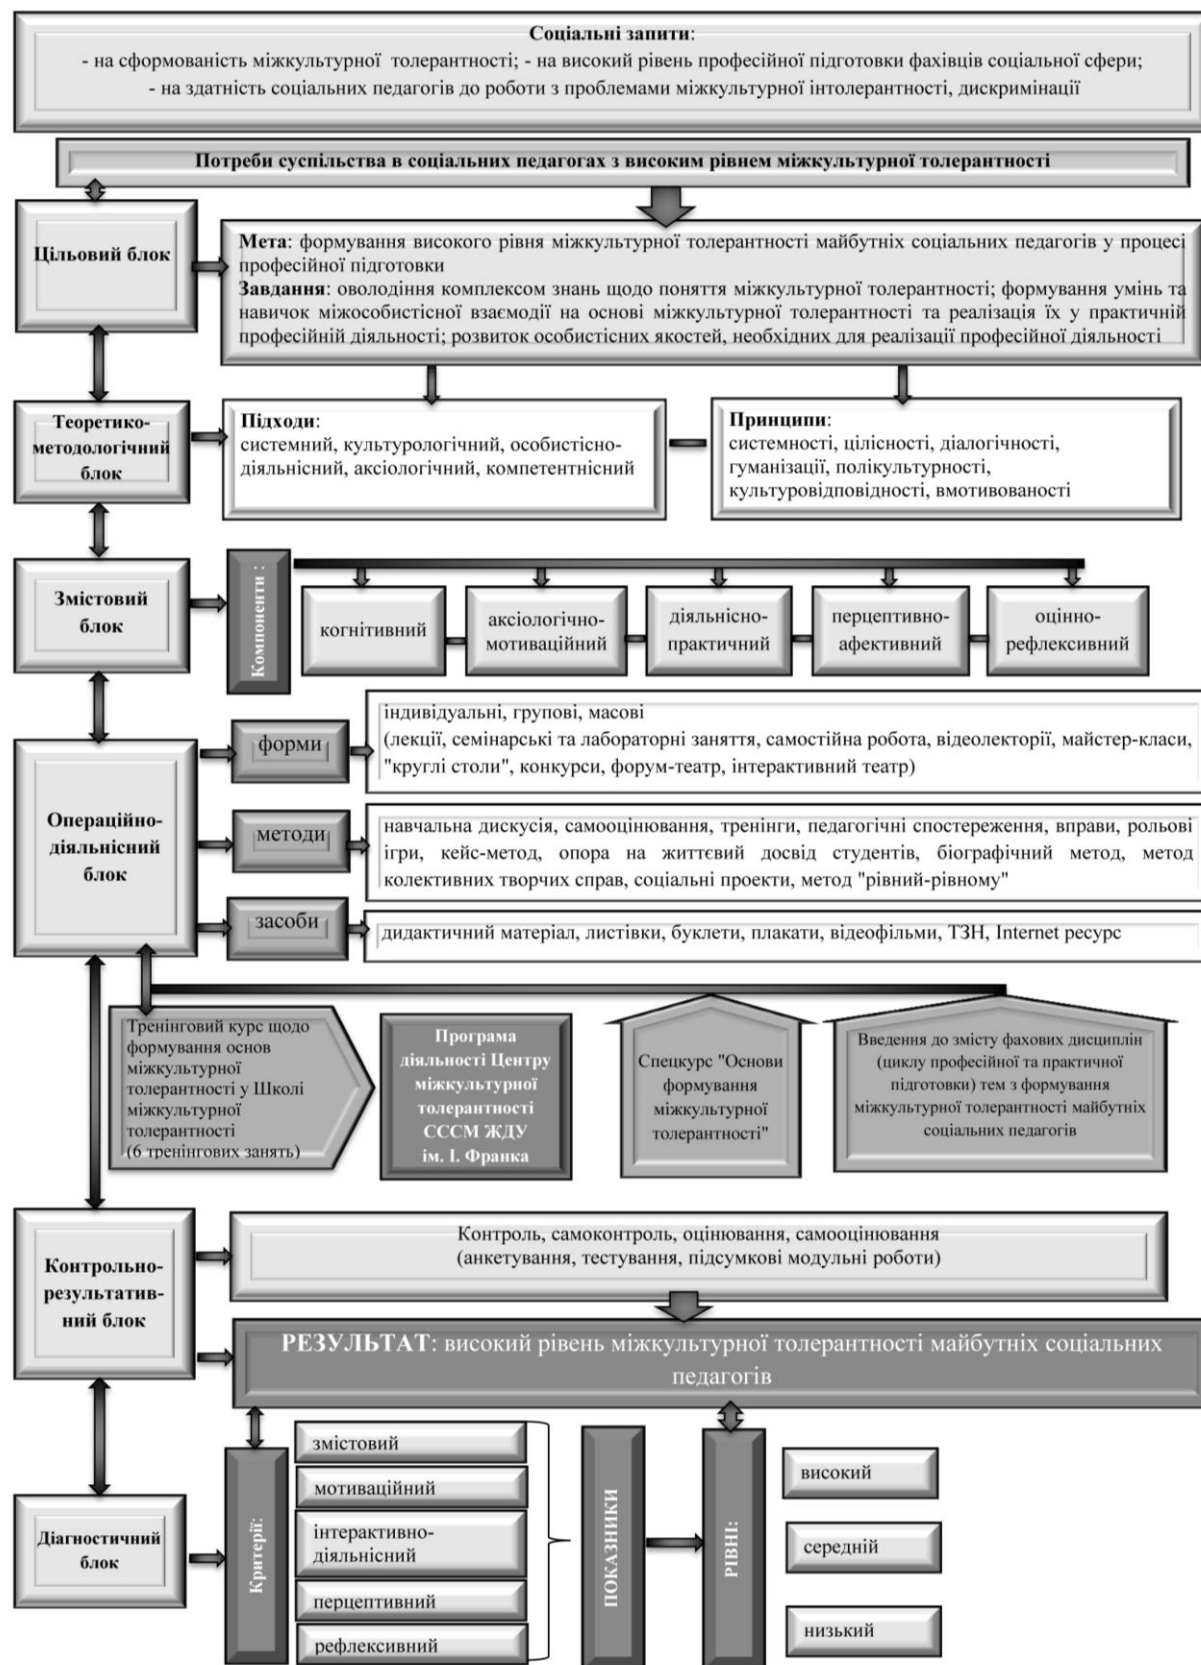 Соціальні запити:
- на сформованість міжкультурної толерантності; - на високий рівень професійної підготовки фахівців соціальної сфери;
- на здатність соціальних педагогів до роботи з проблемами міжкультурної інтолерантності, дискримінації
Потреби суспільства в соціальних педагогах з високим рівнем міжкультурної толерантності
Цільовий блок
Мета: формування високого рівня міжкультурної толерантності майбутніх соціальних педагогів у процесі
професійної підготовки
Завдання: оволодіння комплексом знань щодо поняття міжкультурної толерантності; формування умінь та
навичок міжособистісної взаємодії на основі міжкультурної толерантності та реалізація їх у практичній
професійній діяльності; розвиток особистісних якостей, необхідних для реалізації професійної діяльності
Теоретико-
методологічний
блок
Підходи:
системний, культурологічний, особистісно-
діяльнісний, аксіологічний, компетентнісний
Принципи:
системності, цілісності, діалогічності,
гуманізації, полікультурності,
культуровідповідності, вмотивованості
Змістовий
блок
Компоненти :
когнітивний
аксіологічно-
мотиваційний
діяльнісно-
практичний
перцептивно-
афективний
оцінно-
рефлексивний
Операційно-
діяльнісний
блок
форми
індивідуальні, групові, масові
(лекції, семінарські та лабораторні заняття, самостійна робота, відеолекторії, майстер-класи,
"круглі столи", конкурси, форум-театр, інтерактивний театр)
методи
навчальна дискусія, самооцінювання, тренінги, педагогічні спостереження, вправи, рольові
ігри, кейс-метод, опора на життєвий досвід студентів, біографічний метод, метод
колективних творчих справ, соціальні проекти, метод "рівний-рівному"
засоби
дидактичний матеріал, листівки, буклети, плакати, відеофільми, ТЗН, Internet ресурс
Тренінговий курс щодо
формування основ
міжкультурної
толерантності у Школі
міжкультурної
толерантності
(6 тренінгових занять)
Програма
діяльності Центру
міжкультурної
толерантності
СССМ ЖДУ
ім. І. Франка
Спецкурс "Основи
формування
міжкультурної
толерантності"
Введення до змісту фахових дисциплін
(циклу професійної та практичної
підготовки) тем з формування
міжкультурної толерантності майбутніх
соціальних педагогів
Контрольно-
результатив-
ний блок
Контроль, самоконтроль, оцінювання, самооцінювання
(анкетування, тестування, підсумкові модульні роботи)
РЕЗУЛЬТАТ: високий рівень міжкультурної толерантності майбутніх соціальних
педагогів
Діагностичний
блок
Критерії:
змістовий
мотиваційний
інтерактивно-
діяльнісний
перцептивний
рефлексивний
ПОКАЗНИКИ
РІВНІ:
високий
середній
низький